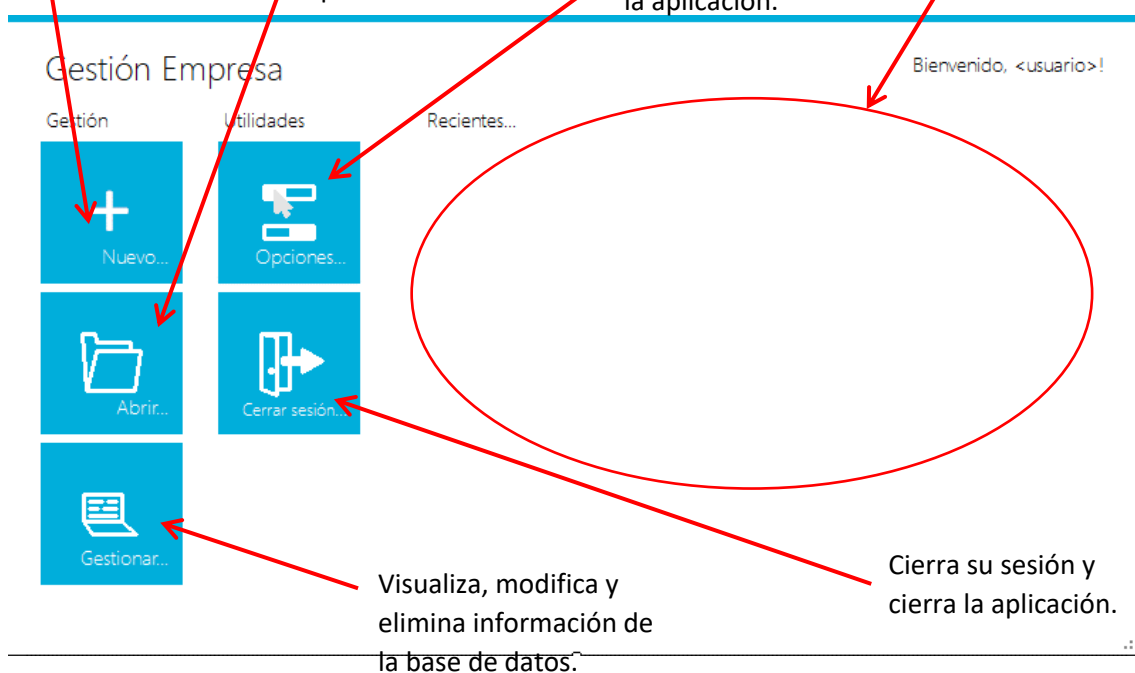 la aplicación.
Gestión Empresa
Bienvenido, <usuario>!
Gestión
Utilidades
Recientes...
Nuevo...
Opciones...
Abrir...
Cerrar sesión...
Gestionar...
Cierra su sesión y
cierra la aplicación.
Visualiza, modifica y
elimina información de
la base de datos.